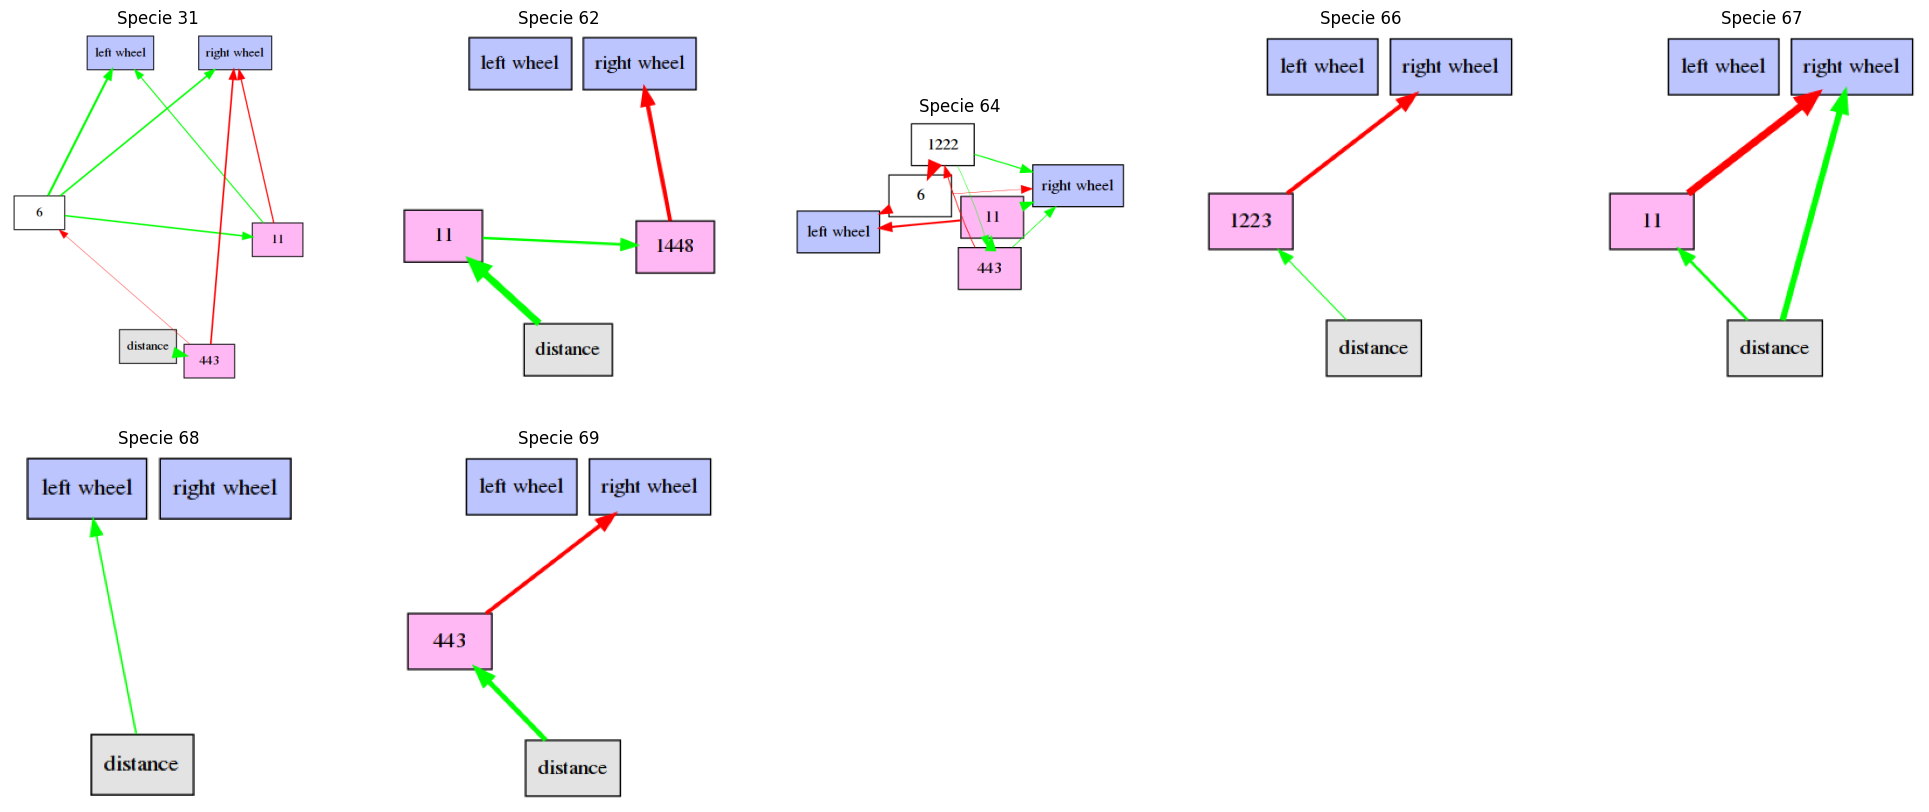 Specie 31
left wheel
right wheel
6
11
distance
443
Specie 62
left wheel
right wheel
11
1448
distance
Specie 64
1222
6
right wheel
11
left wheel
443
Specie 66
left wheel
right wheel
1223
distance
Specie 67
left wheel
right wheel
11
distance
Specie 68
left wheel
right wheel
distance
Specie 69
left wheel
right wheel
443
distance